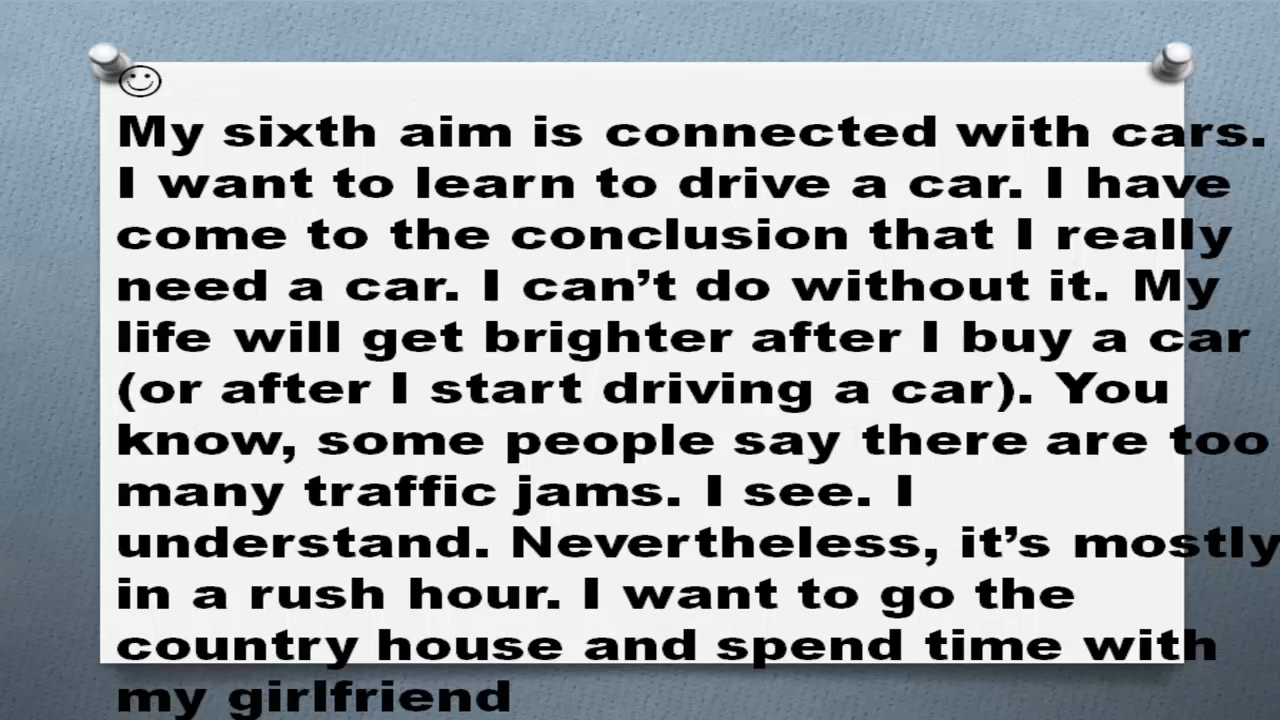 ☺
My sixth aim is connected with cars.
I want to learn to drive a car. I have
come to the conclusion that I really
need a car. I can’t do without it. My
life will get brighter after I buy a car
(or after I start driving a car). You
know, some people say there are too
many traffic jams. I see. I
understand. Nevertheless, it’s mostly
in a rush hour. I want to go the
country house and spend time with
my girlfriend